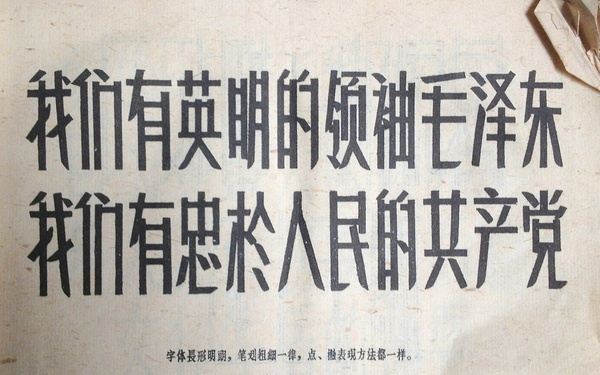 我们有英明的领袖毛泽东
我们有忠於人民的共产党
字体長形明朗，笔划粗细一律，点、撇表现方法都一样。